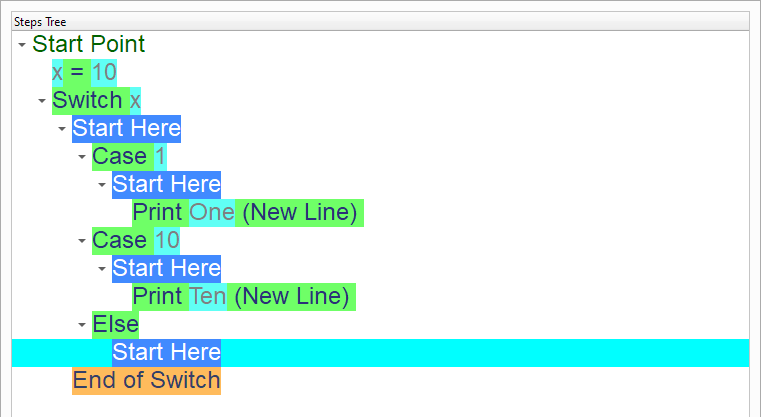 Steps Tree
Start Point
x = 10
Switch x
Start Here
Case 1
Start Here
Print One (New Line)
Case 10
Start Here
Print Ten (New Line)
Else
Start Here
End of Switch